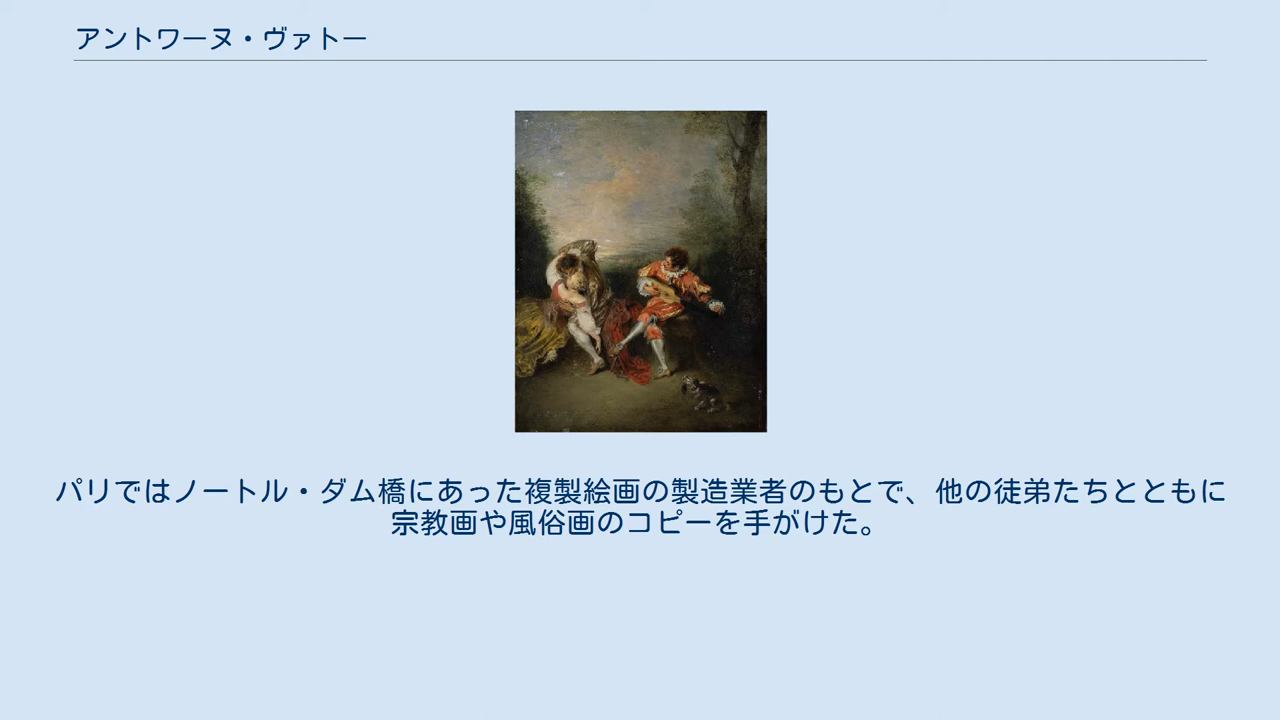 アントワーヌ・ヴァトー
パリではノートル・ダム橋にあった複製絵画の製造業者のもとで、他の徒弟たちとともに
宗教画や風俗画のコピーを手がけた。